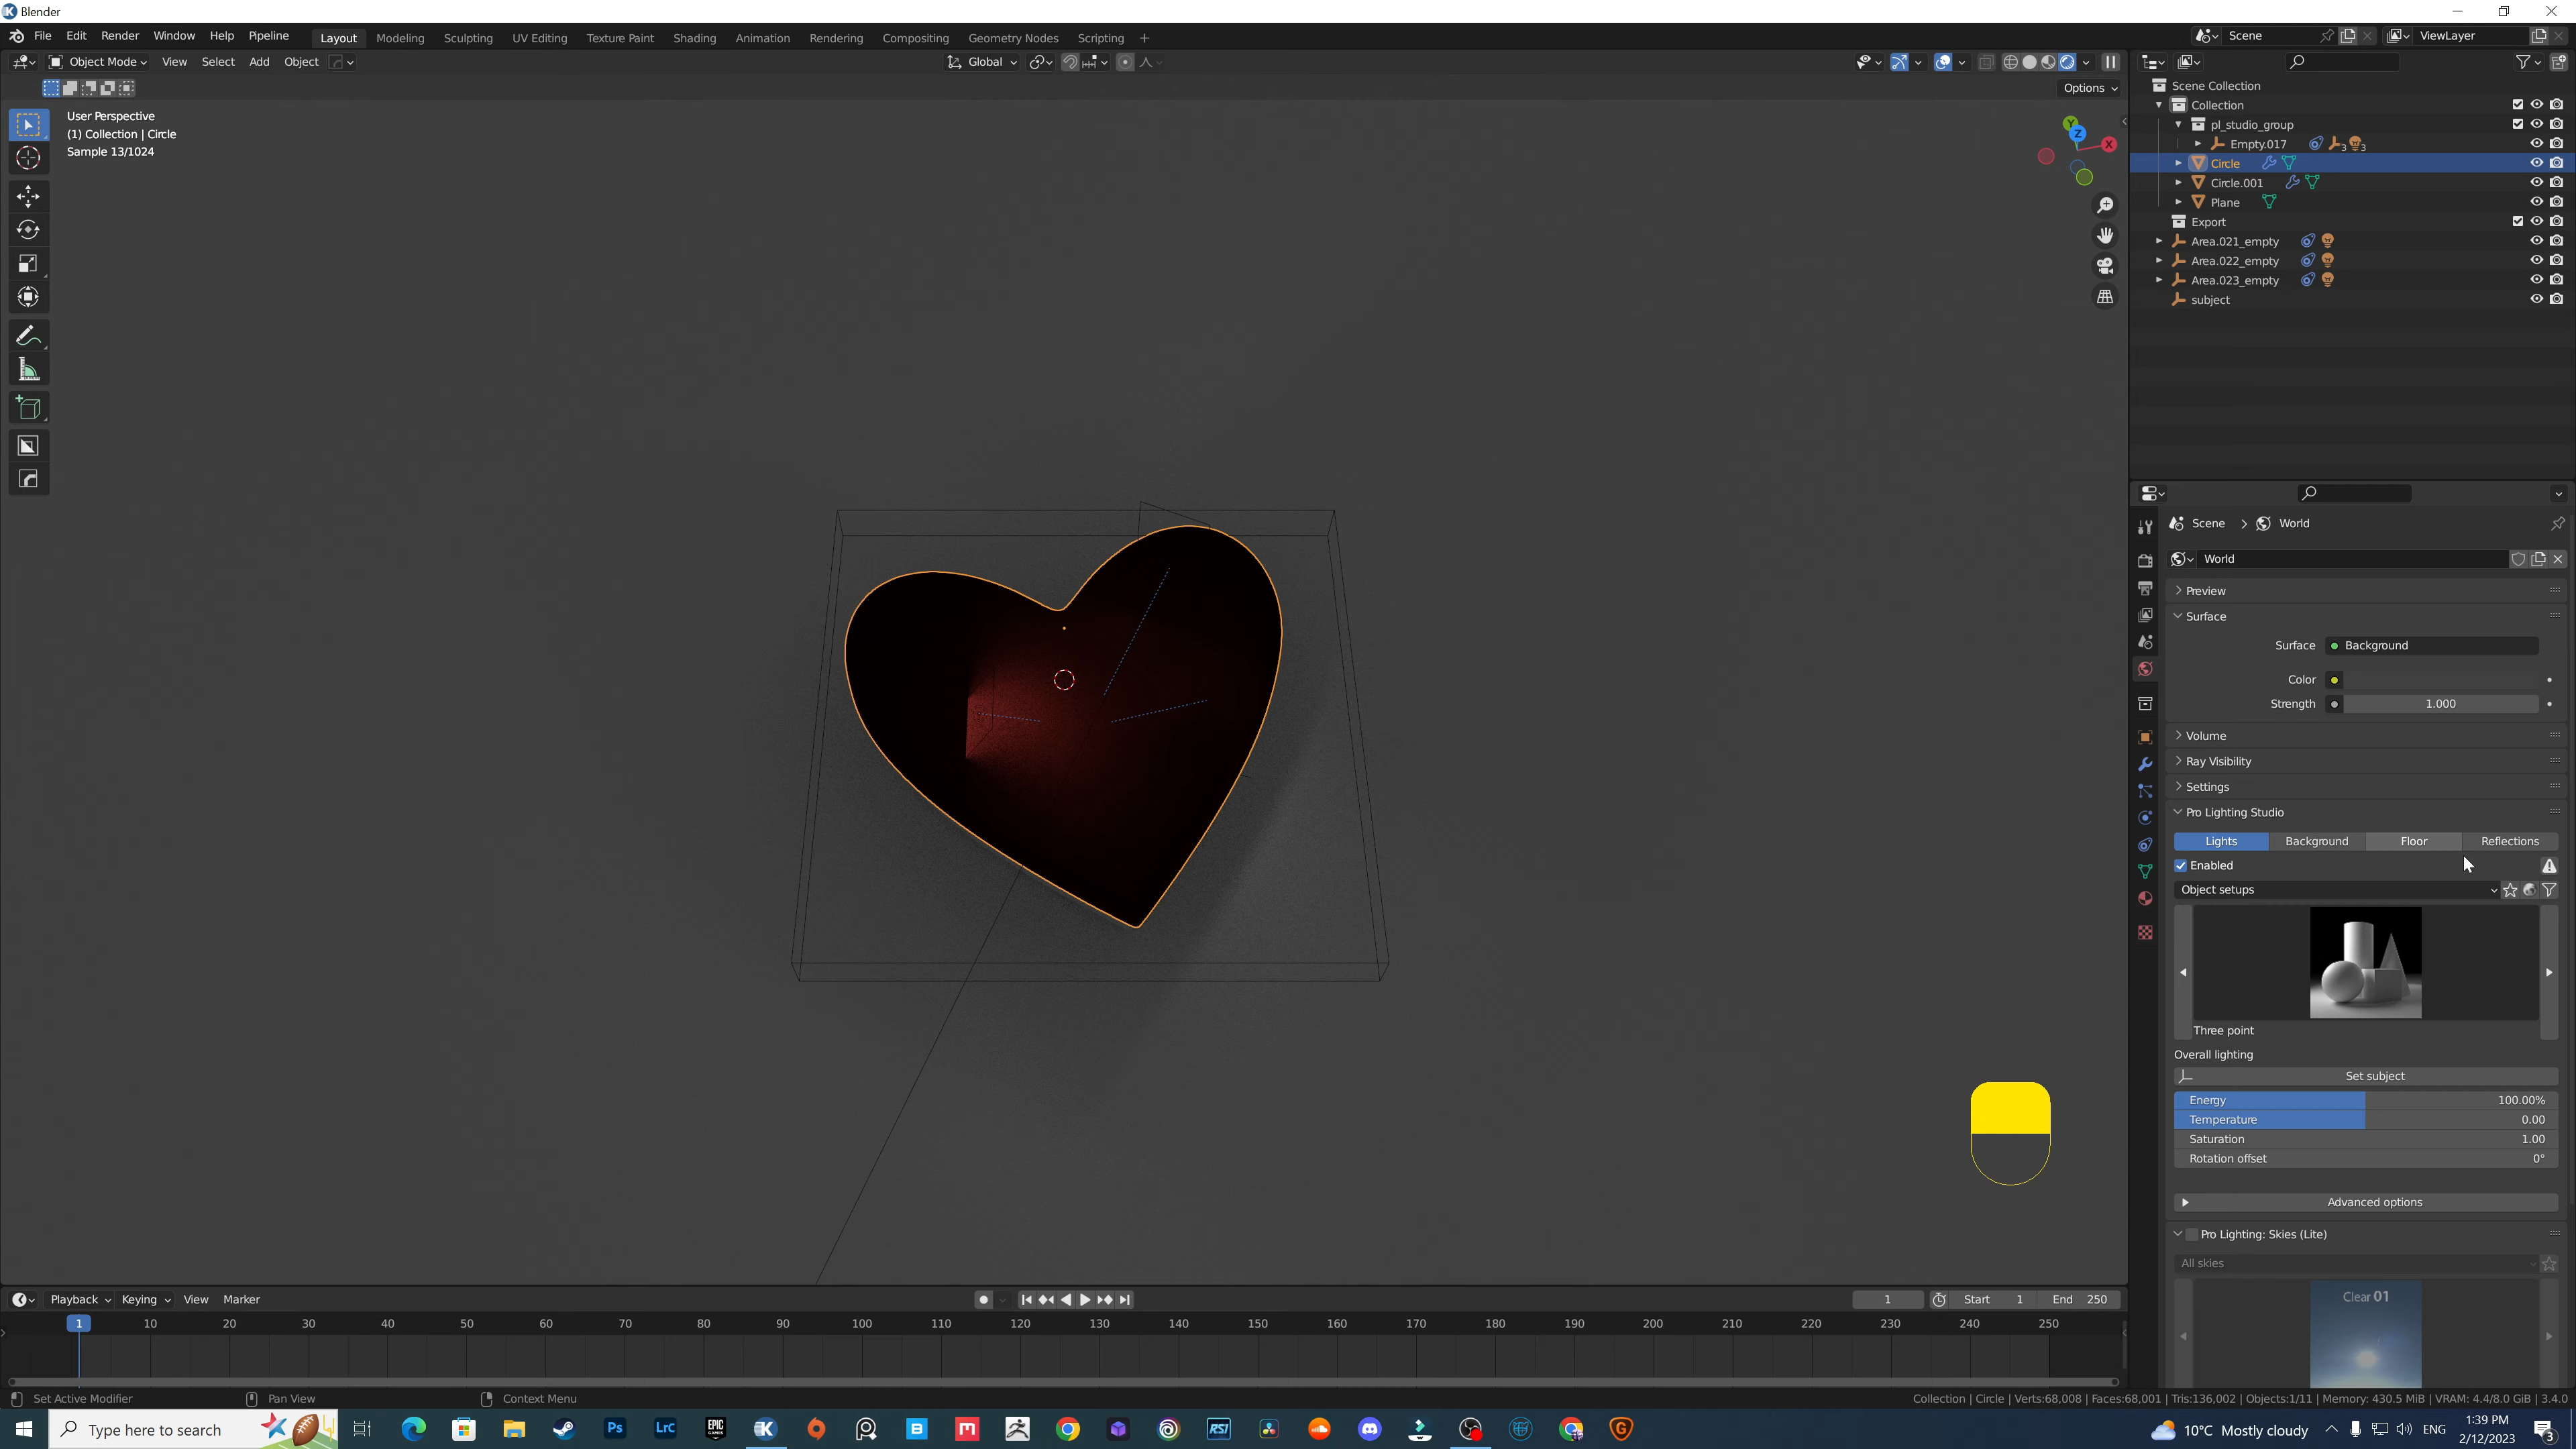 Blender
File Edit Render Window Help Pipeline
Layout Modeling Sculpting UV Editing Texture Paint Shading Animation Rendering Compositing Geometry Nodes Scripting +
Scene
ViewLayer
Object Mode View Select Add Object
Global
Options
User Perspective
(1) Collection | Circle
Sample 13/1024
Y
Z
X
Scene Collection
Collection
pl_studio_group
Empty.017 3 3
Circle
Circle.001
Plane
Export
Area.021_empty
Area.022_empty
Area.023_empty
subject
Scene > World
World
Preview
Surface
Surface Background
Color
Strength 1.000
Volume
Ray Visibility
Settings
Pro Lighting Studio
Lights Background Floor Reflections
Enabled
Object setups
Three point
Overall lighting
Set subject
Energy 100.00%
Temperature 0.00
Saturation 1.00
Rotation offset 0°
Advanced options
Pro Lighting: Skies (Lite)
All skies
Clear 01
Playback Keying View Marker
1 Start 1 End 250
1 10 20 30 40 50 60 70 80 90 100 110 120 130 140 150 160 170 180 190 200 210 220 230 240 250
Set Active Modifier Pan View Context Menu
Collection | Circle | Verts:68,008 | Faces:68,001 | Tris:136,002 | Objects:1/11 | Memory: 430.5 MiB | VRAM: 4.4/8.0 GiB | 3.4.0
Type here to search
Ps
LrC
EPIC GAMES
RSI
10°C Mostly cloudy
ENG
1:39 PM
2/12/2023
3